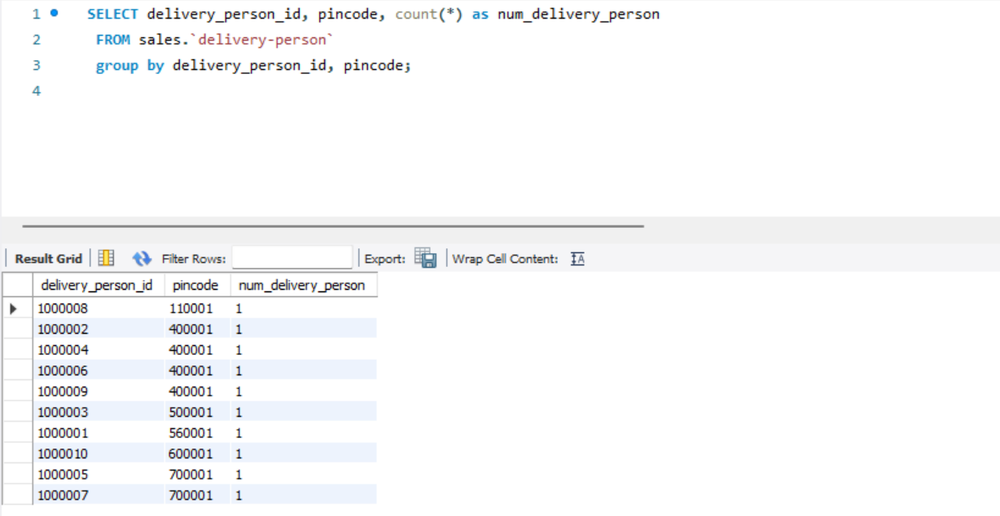 1 SELECT delivery_person_id, pincode, count(*) as num_delivery_person
2 FROM sales.`delivery-person`
3 group by delivery_person_id, pincode;
4
Result Grid Filter Rows: Export: Wrap Cell Content: IA
delivery_person_id pincode num_delivery_person
1000008 110001 1
1000002 400001 1
1000004 400001 1
1000006 400001 1
1000009 400001 1
1000003 500001 1
1000001 560001 1
1000010 600001 1
1000005 700001 1
1000007 700001 1